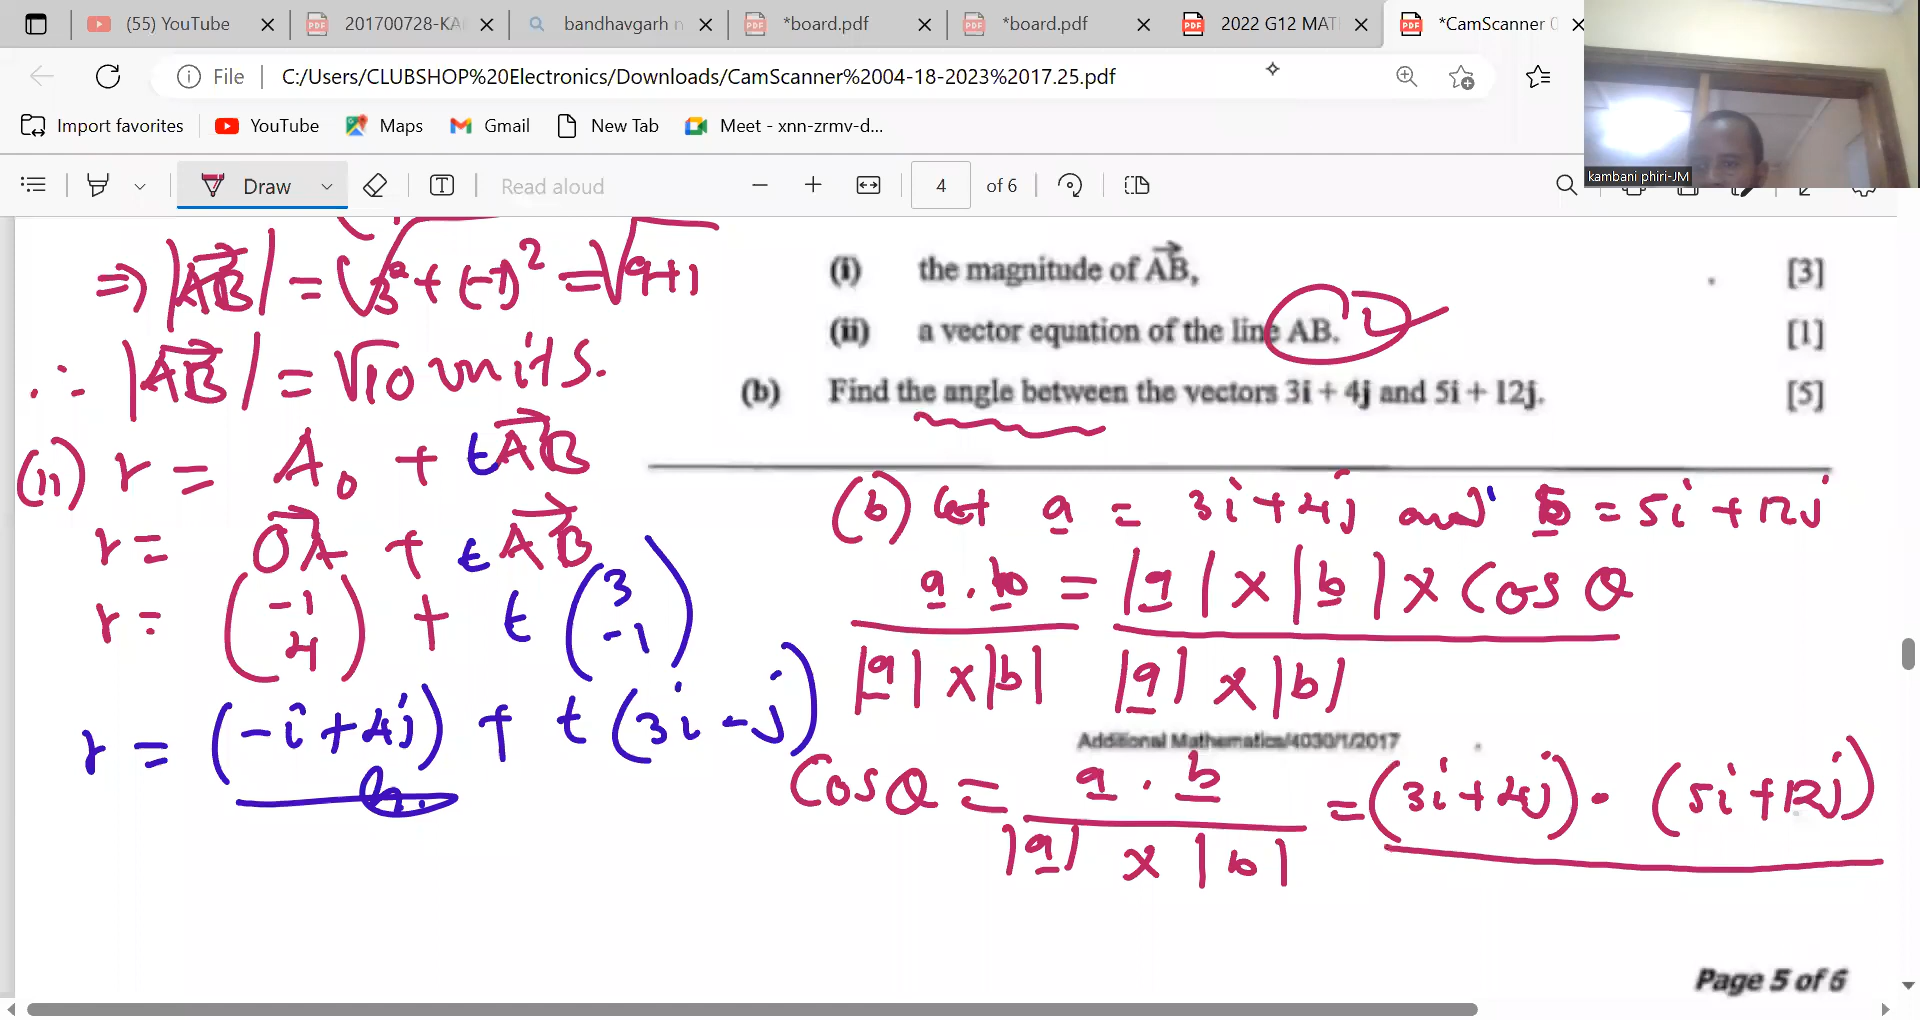 (55) YouTube
201700728-KA
bandhavgarh n
*board.pdf
*board.pdf
2022 G12 MAT
*CamScanner 0
File
C:/Users/CLUBSHOP%20Electronics/Downloads/CamScanner%2004-18-2023%2017.25.pdf
Import favorites
YouTube
Maps
Gmail
New Tab
Meet - xnn-zrmv-d...
kambani phiri-JM
Draw
Read aloud
4
of 6
⇒ |AB| = √3² + (-1)² = √9+1
∴ |AB| = √10 units.
(ii) r = A₀ + tAB
r = OA + tAB
r = (-1 4) + t (3 -1)
r = (-i + 4j) + t (3i - j)
(i) the magnitude of AB, [3]
(ii) a vector equation of the line AB. [1]
2
(b) Find the angle between the vectors 3i + 4j and 5i + 12j. [5]
(b) let a = 3i + 4j and b = 5i + 12j
a . b = |a| x |b| x Cos θ
|a| x |b| |a| x |b|
Additional Mathematics/4030/1/2017
Cos θ = a . b = (3i + 4j) . (5i + 12j)
|a| x |b|
Page 5 of 6